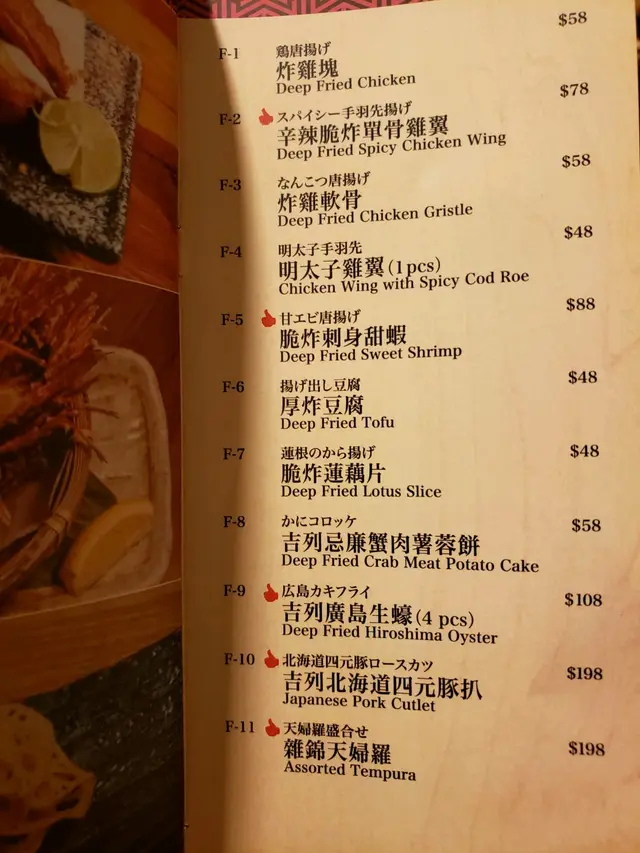 $58
F-1 鶏唐揚げ
炸雞塊
Deep Fried Chicken
$78
F-2 スパイシー手羽先揚げ
辛辣脆炸單骨雞翼
Deep Fried Spicy Chicken Wing
$58
F-3 なんこつ唐揚げ
炸雞軟骨
Deep Fried Chicken Gristle
$48
F-4 明太子手羽先
明太子雞翼(1pcs)
Chicken Wing with Spicy Cod Roe
$88
F-5 甘エビ唐揚げ
脆炸刺身甜蝦
Deep Fried Sweet Shrimp
$48
F-6 揚げ出し豆腐
厚炸豆腐
Deep Fried Tofu
$48
F-7 蓮根のから揚げ
脆炸蓮藕片
Deep Fried Lotus Slice
$58
F-8 かにコロッケ
吉列忌廉蟹肉薯蓉餅
Deep Fried Crab Meat Potato Cake
$108
F-9 広島カキフライ
吉列廣島生蠔(4 pcs)
Deep Fried Hiroshima Oyster
$198
F-10 北海道四元豚ロースカツ
吉列北海道四元豚扒
Japanese Pork Cutlet
$198
F-11 天婦羅盛合せ
雜錦天婦羅
Assorted Tempura